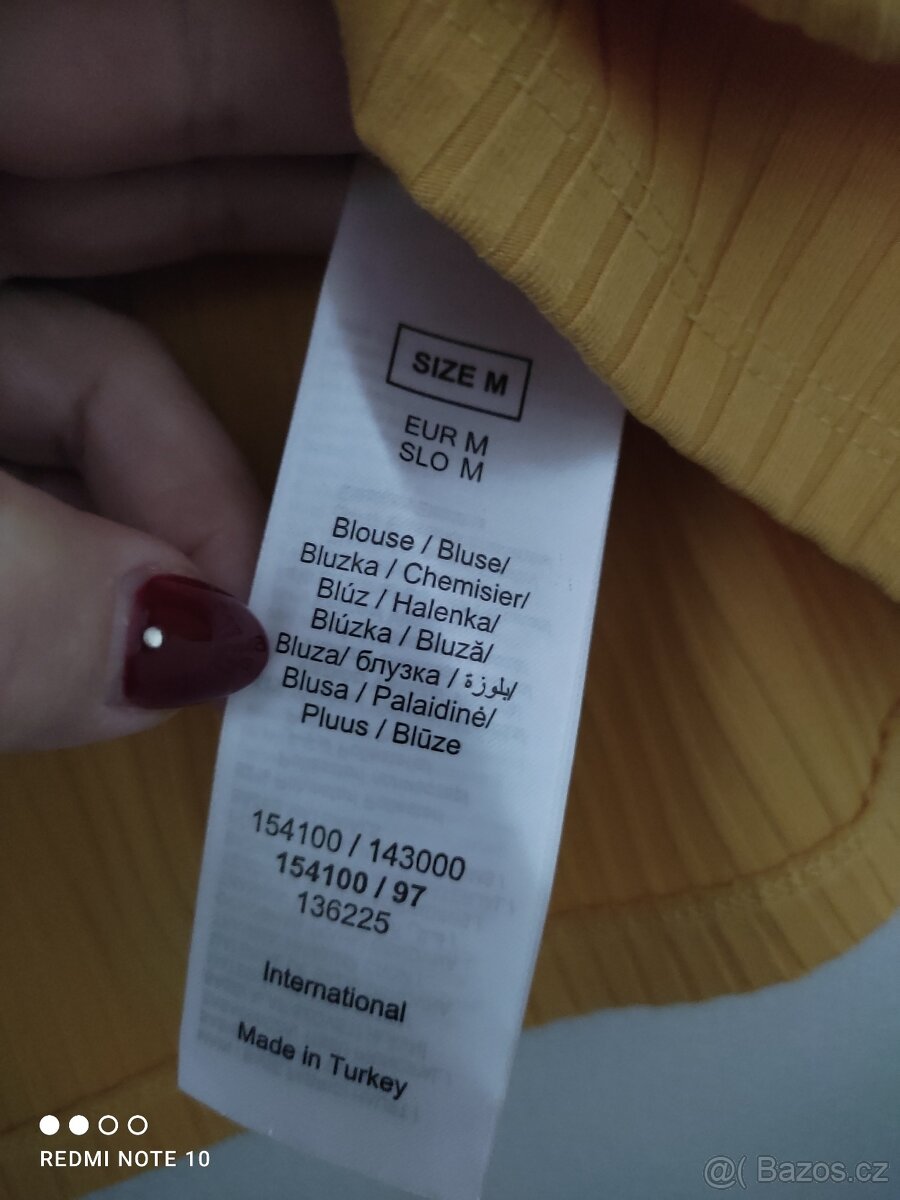 SIZE M
EUR M
SLO M
Blouse / Bluse/
Bluzka / Chemisier/
Blúz / Halenka/
Blúzka / Bluză/
Bluza/ блузка / بلوزة/
Blusa / Palaidinė/
Pluus / Blūze
154100 / 143000
154100 / 97
136225
International
Made in Turkey
REDMI NOTE 10
@( Bazos.cz